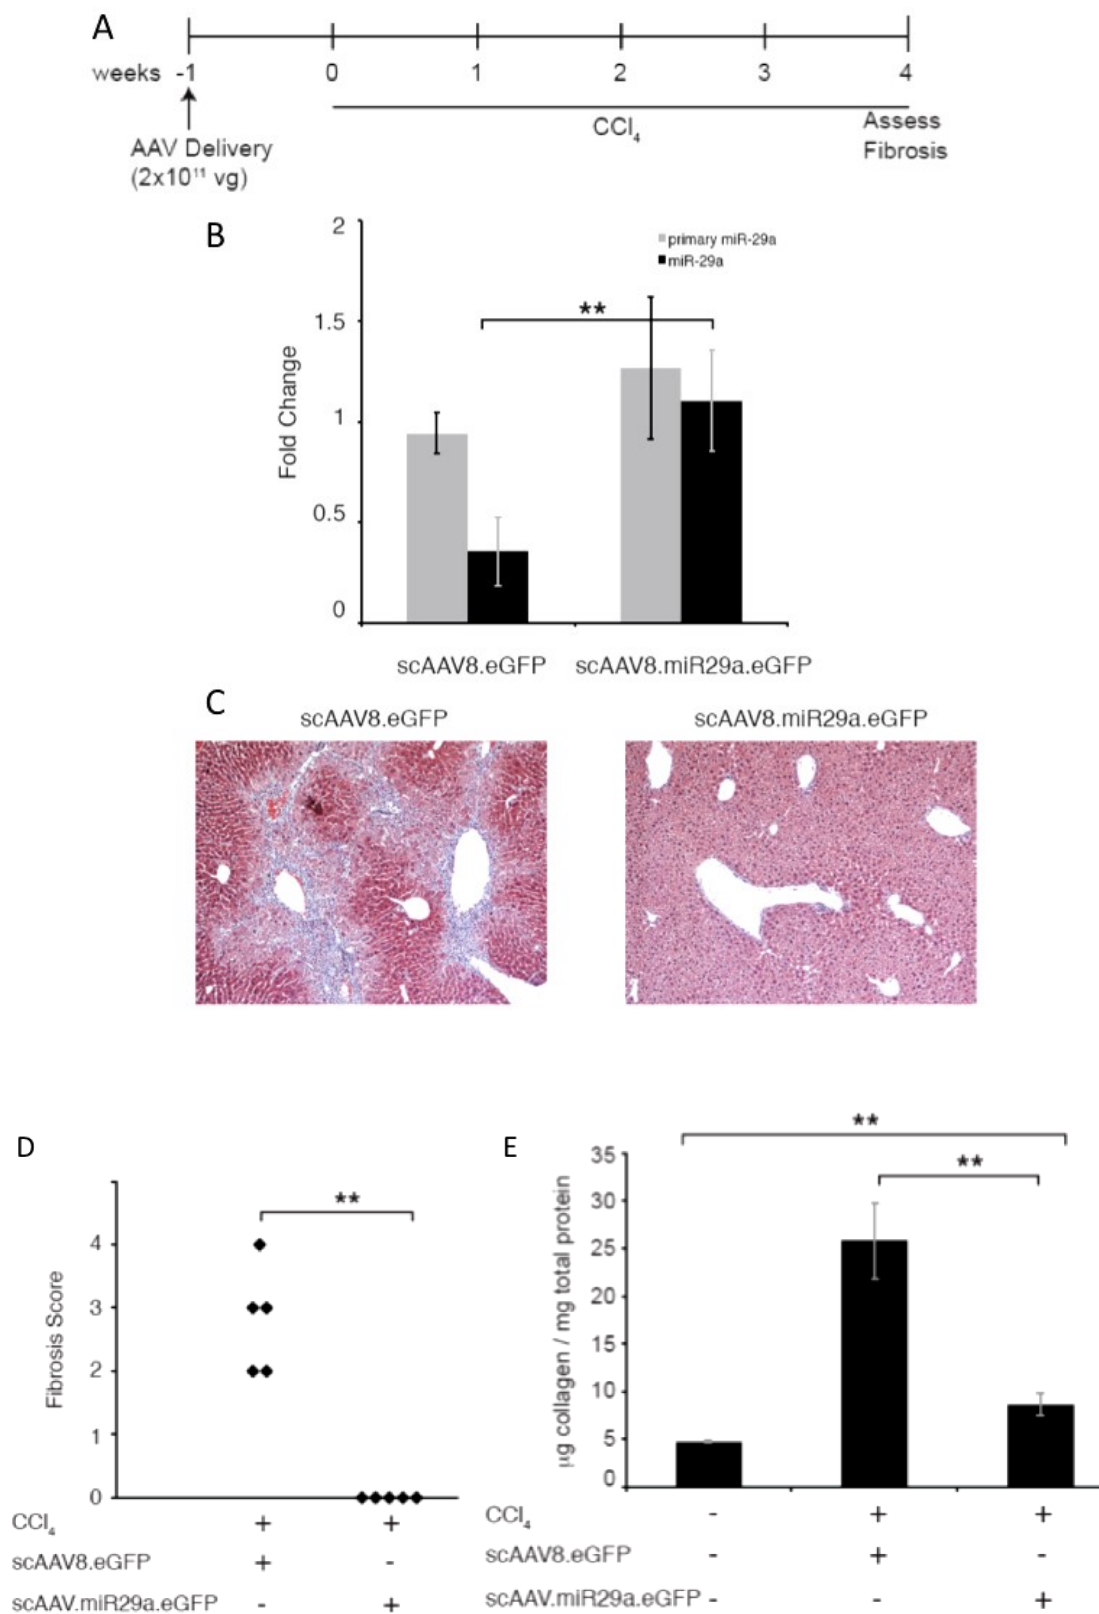 A
weeks -1 0 1 2 3 4
CCl₄
AAV Delivery
(2x10¹¹ vg)
Assess
Fibrosis
B
2
1.5
1
0.5
0
Fold Change
primary miR-29a
miR-29a
**
scAAV8.eGFP scAAV8.miR29a.eGFP
C
scAAV8.eGFP scAAV8.miR29a.eGFP
D
**
4
3
2
1
0
Fibrosis Score
CCl₄ + +
scAAV8.eGFP + -
scAAV.miR29a.eGFP - +
E
**
**
35
30
25
20
15
10
5
0
µg collagen / mg total protein
CCl₄ - + +
scAAV8.eGFP - + -
scAAV.miR29a.eGFP - - +